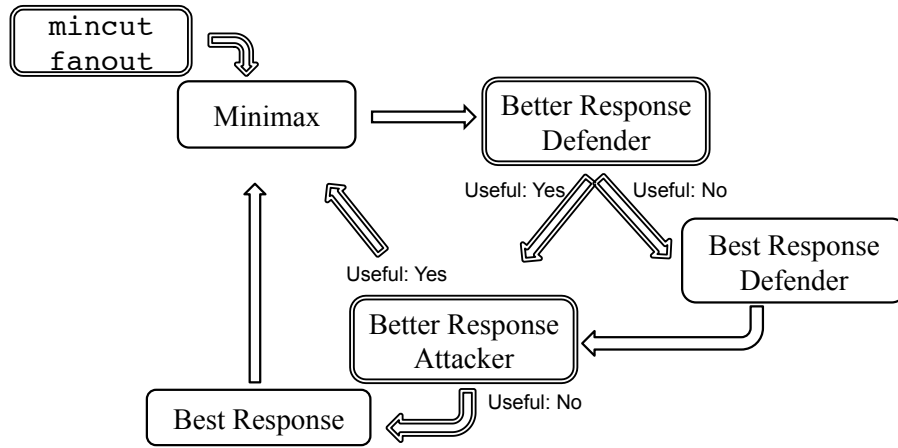 mincut
fanout
Minimax
Better Response
Defender
Useful: Yes
Useful: No
Best Response
Defender
Useful: Yes
Better Response
Attacker
Useful: No
Best Response